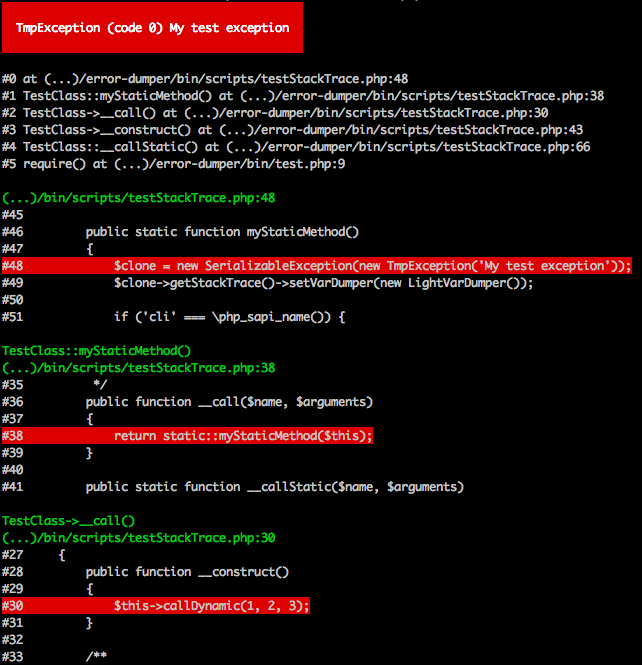 TmpException (code 0) My test exception
#0 at (...)/error-dumper/bin/scripts/testStackTrace.php:48
#1 TestClass::myStaticMethod() at (...)/error-dumper/bin/scripts/testStackTrace.php:38
#2 TestClass->__call() at (...)/error-dumper/bin/scripts/testStackTrace.php:30
#3 TestClass->__construct() at (...)/error-dumper/bin/scripts/testStackTrace.php:43
#4 TestClass::__callStatic() at (...)/error-dumper/bin/scripts/testStackTrace.php:66
#5 require() at (...)/error-dumper/bin/test.php:9
(...)/bin/scripts/testStackTrace.php:48
#45
#46 public static function myStaticMethod()
#47 {
#48 $clone = new SerializableException(new TmpException('My test exception'));
#49 $clone->getStackTrace()->setVarDumper(new LightVarDumper());
#50
#51 if ('cli' === \php_sapi_name()) {
TestClass::myStaticMethod()
(...)/bin/scripts/testStackTrace.php:38
#35 */
#36 public function __call($name, $arguments)
#37 {
#38 return static::myStaticMethod($this);
#39 }
#40
#41 public static function __callStatic($name, $arguments)
TestClass->__call()
(...)/bin/scripts/testStackTrace.php:30
#27 {
#28 public function __construct()
#29 {
#30 $this->callDynamic(1, 2, 3);
#31 }
#32
#33 /**